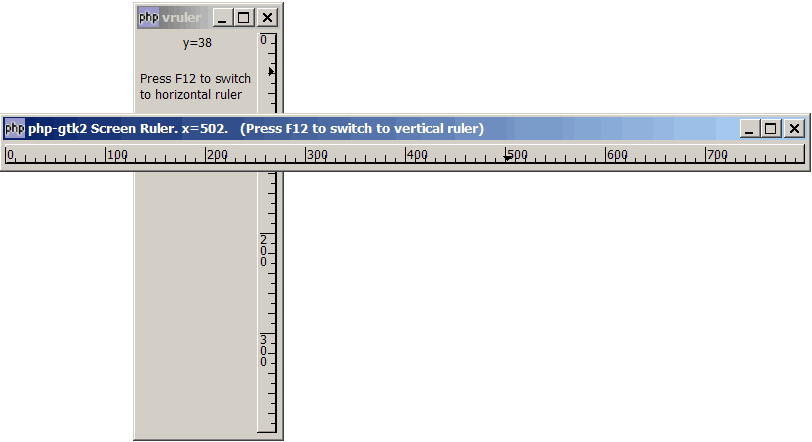 php vruler
y=38
Press F12 to switch
to horizontal ruler
0
php php-gtk2 Screen Ruler. x=502. (Press F12 to switch to vertical ruler)
0 100 200 300 400 500 600 700
200
300